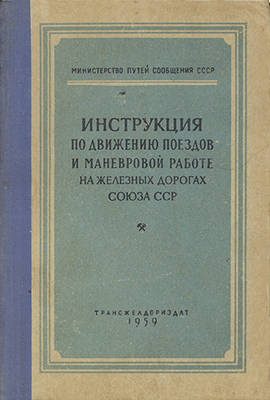 МИНИСТЕРСТВО ПУТЕЙ СООБЩЕНИЯ СССР
ИНСТРУКЦИЯ
ПО ДВИЖЕНИЮ ПОЕЗДОВ
И МАНЕВРОВОЙ РАБОТЕ
НА ЖЕЛЕЗНЫХ ДОРОГАХ
СОЮЗА ССР
ТРАНСЖЕЛДОРИЗДАТ
1959